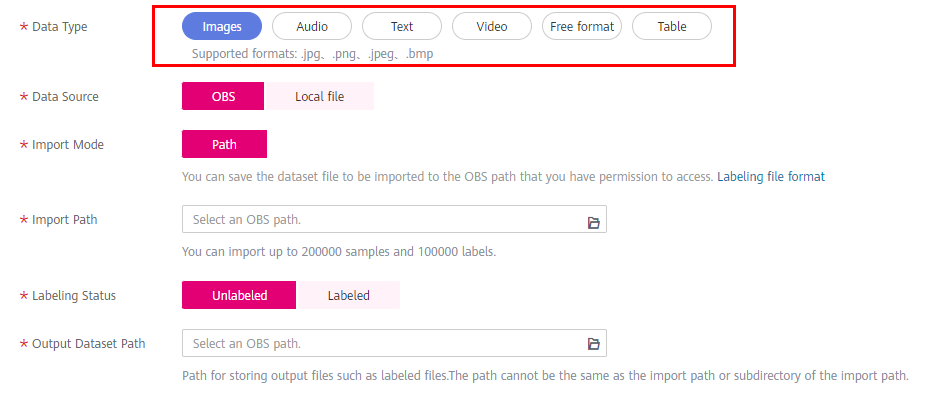 * Data Type Images Audio Text Video Free format Table
Supported formats: .jpg、.png、.jpeg、.bmp
* Data Source OBS Local file
* Import Mode Path
You can save the dataset file to be imported to the OBS path that you have permission to access. Labeling file format
* Import Path Select an OBS path.
You can import up to 200000 samples and 100000 labels.
* Labeling Status Unlabeled Labeled
* Output Dataset Path Select an OBS path.
Path for storing output files such as labeled files.The path cannot be the same as the import path or subdirectory of the import path.